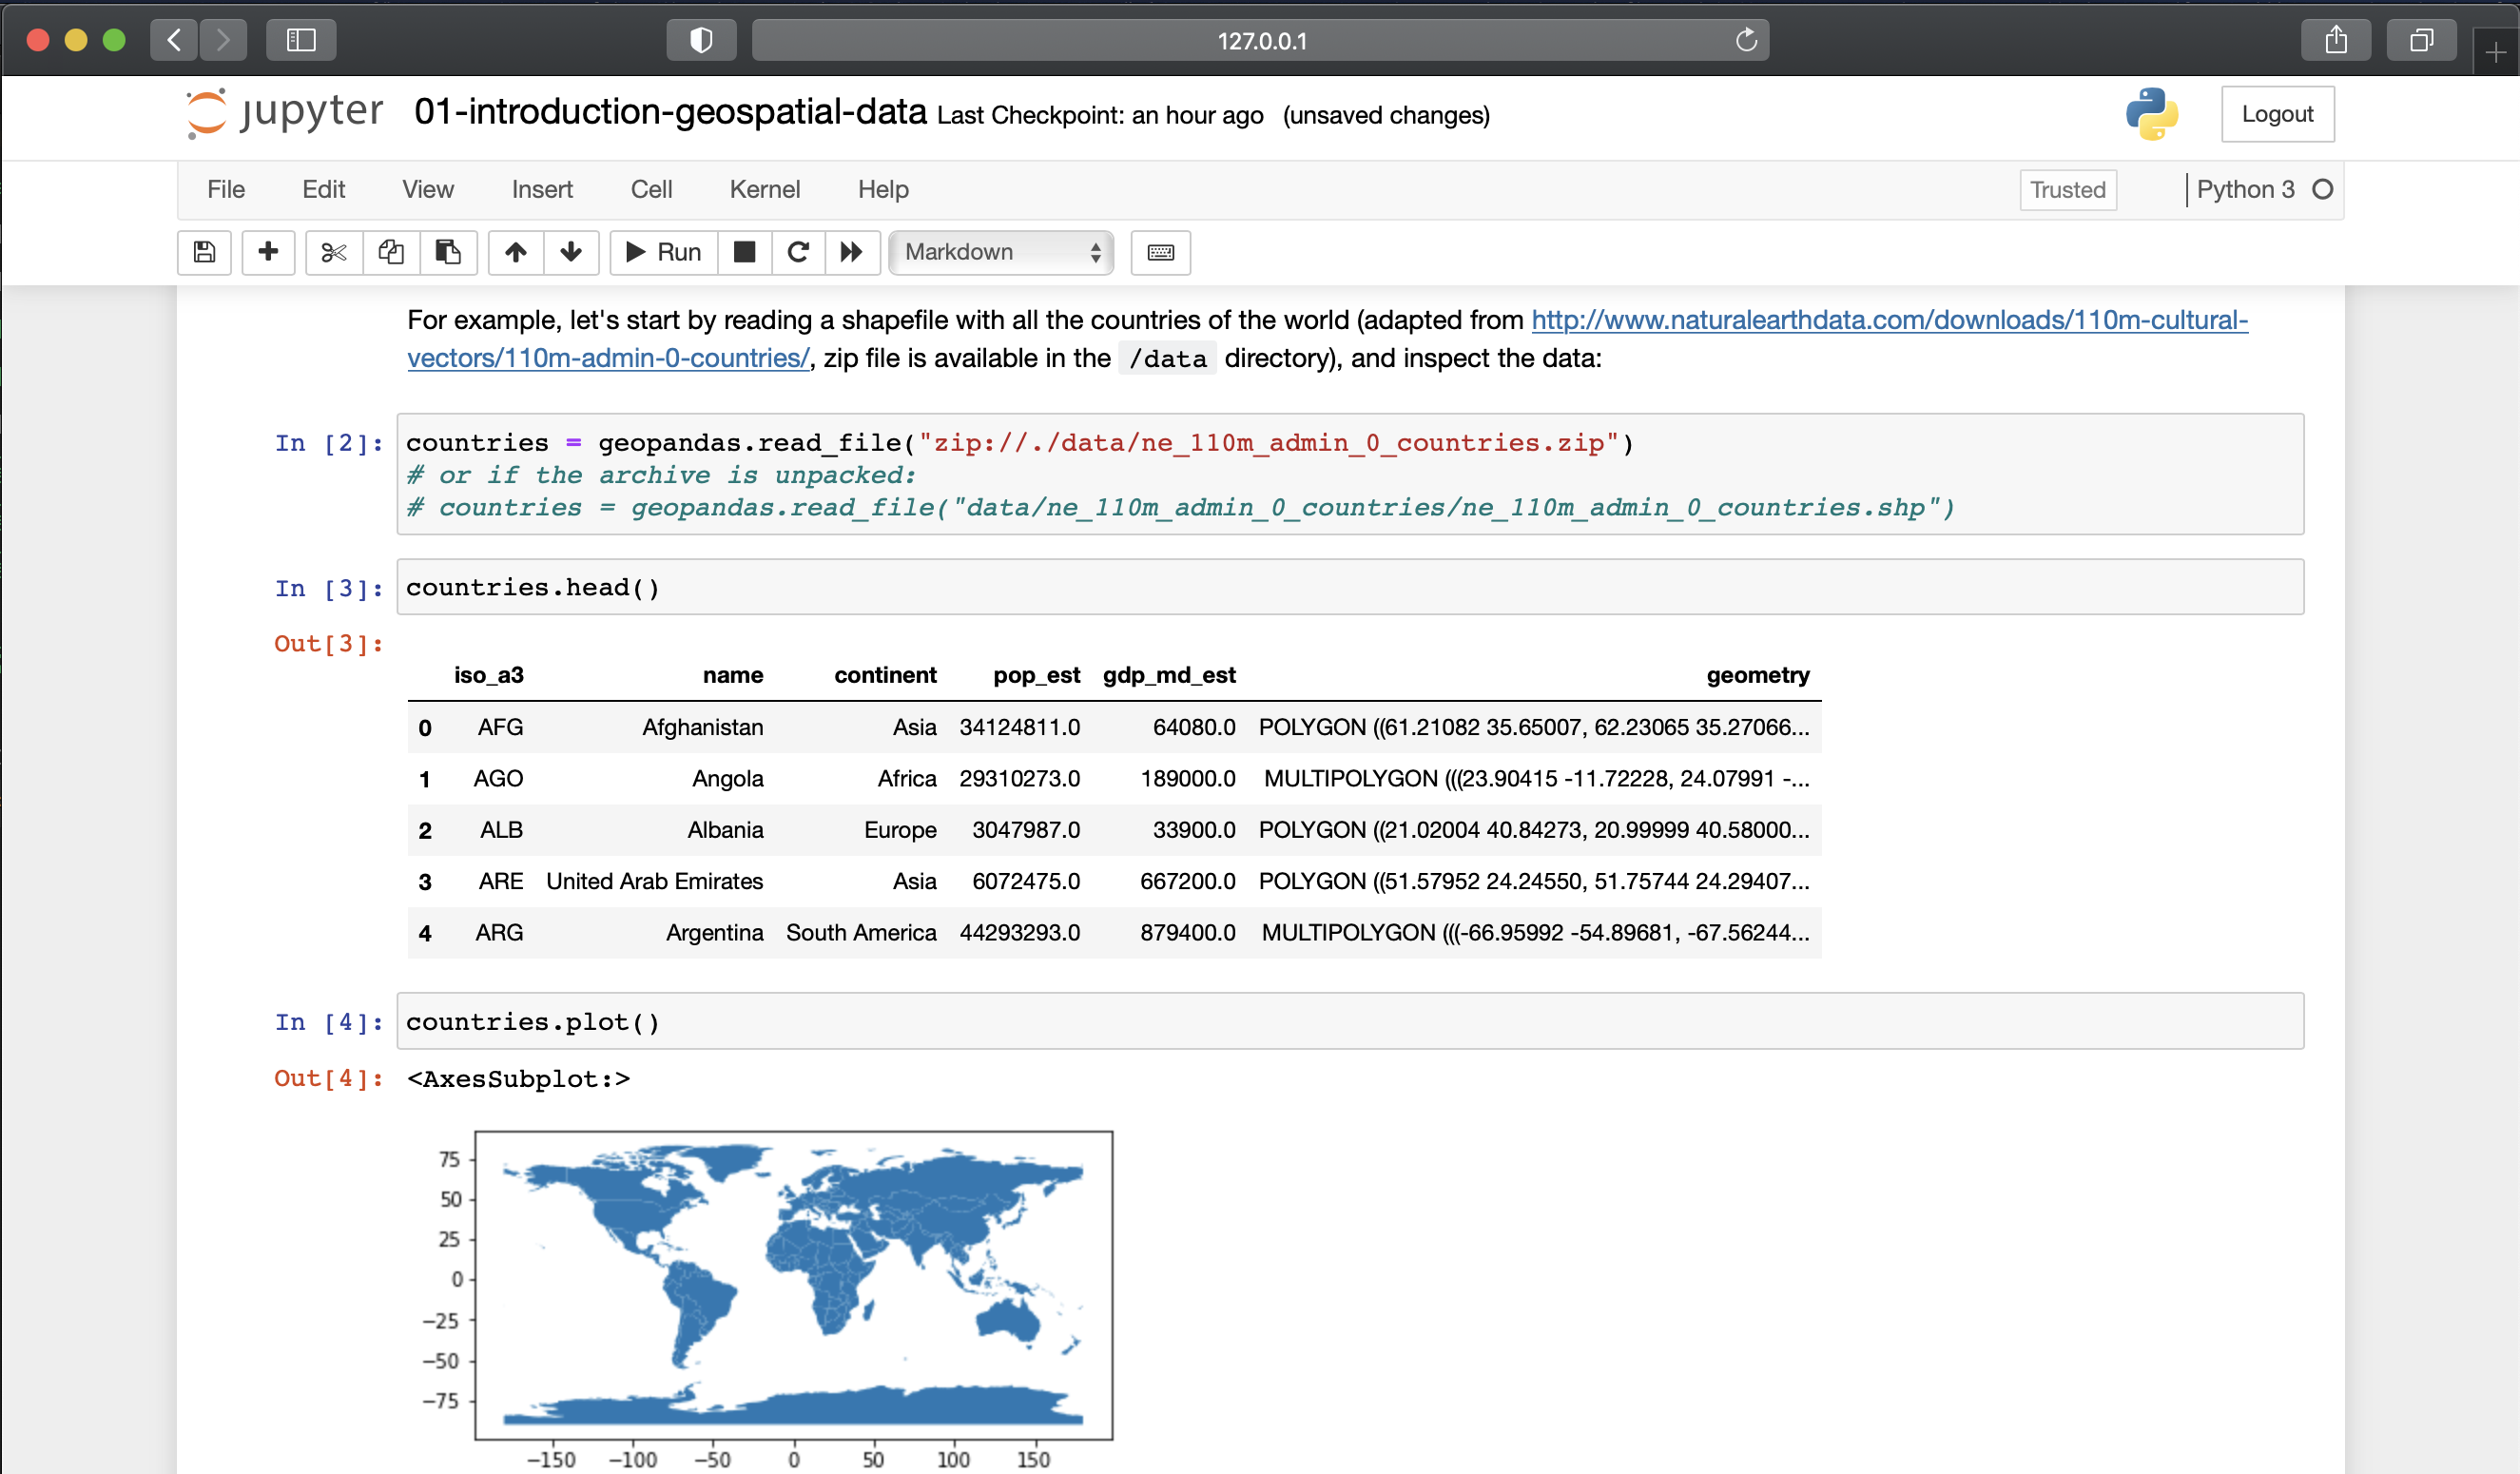 127.0.0.1
jupyter 01-introduction-geospatial-data Last Checkpoint: an hour ago (unsaved changes) Logout
File Edit View Insert Cell Kernel Help Trusted Python 3
Run Markdown
For example, let's start by reading a shapefile with all the countries of the world (adapted from http://www.naturalearthdata.com/downloads/110m-cultural-
vectors/110m-admin-0-countries/, zip file is available in the /data directory), and inspect the data:
In [2]: countries = geopandas.read_file("zip://./data/ne_110m_admin_0_countries.zip")
# or if the archive is unpacked:
# countries = geopandas.read_file("data/ne_110m_admin_0_countries/ne_110m_admin_0_countries.shp")
In [3]: countries.head()
Out[3]:
iso_a3 name continent pop_est gdp_md_est geometry
0 AFG Afghanistan Asia 34124811.0 64080.0 POLYGON ((61.21082 35.65007, 62.23065 35.27066...
1 AGO Angola Africa 29310273.0 189000.0 MULTIPOLYGON (((23.90415 -11.72228, 24.07991 -...
2 ALB Albania Europe 3047987.0 33900.0 POLYGON ((21.02004 40.84273, 20.99999 40.58000...
3 ARE United Arab Emirates Asia 6072475.0 667200.0 POLYGON ((51.57952 24.24550, 51.75744 24.29407...
4 ARG Argentina South America 44293293.0 879400.0 MULTIPOLYGON (((-66.95992 -54.89681, -67.56244...
In [4]: countries.plot()
Out[4]: <AxesSubplot:>
75
50
25
0
−25
−50
−75
−150 −100 −50 0 50 100 150